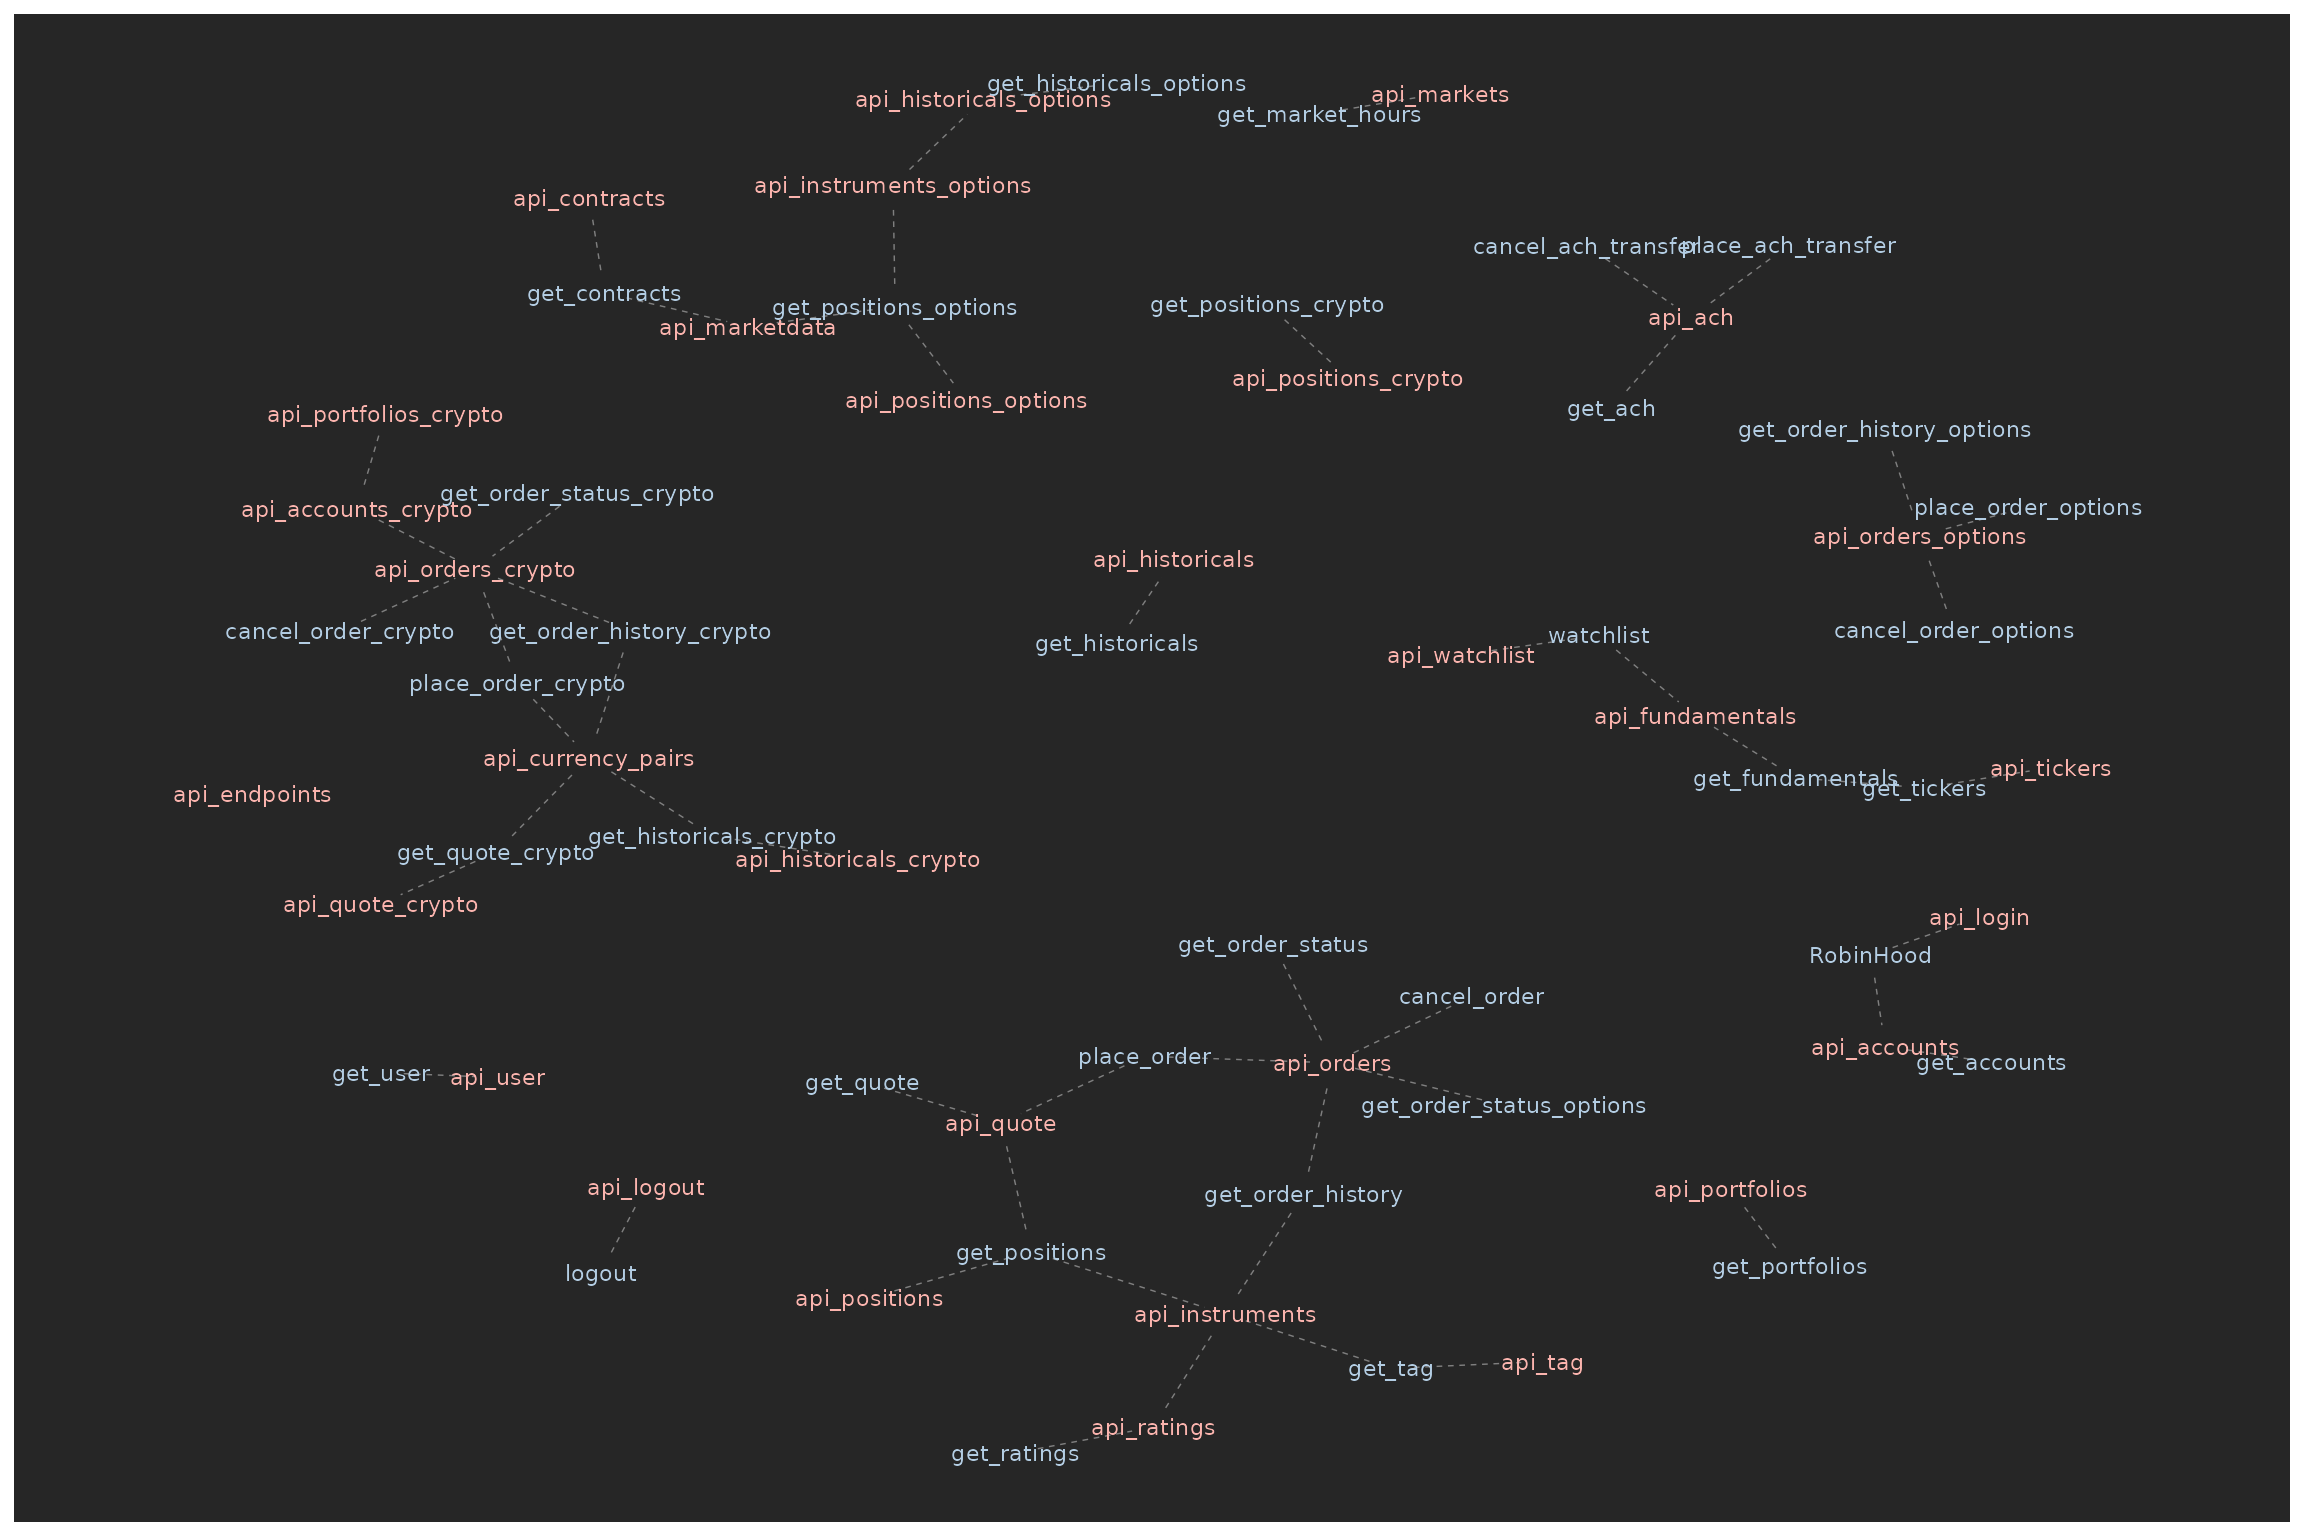 get_historicals_options
api_markets
api_historicals_options
get_market_hours
api_instruments_options
api_contracts
cancel_ach_transfer
place_ach_transfer
get_contracts
get_positions_options
get_positions_crypto
api_ach
api_marketdata
api_positions_crypto
api_positions_options
get_ach
api_portfolios_crypto
get_order_history_options
get_order_status_crypto
api_accounts_crypto
place_order_options
api_orders_options
api_historicals
api_orders_crypto
cancel_order_crypto
get_order_history_crypto
cancel_order_options
watchlist
get_historicals
api_watchlist
place_order_crypto
api_fundamentals
api_currency_pairs
api_tickers
get_fundamentals
get_tickers
api_endpoints
get_historicals_crypto
get_quote_crypto
api_historicals_crypto
api_quote_crypto
api_login
get_order_status
RobinHood
cancel_order
api_accounts
place_order
api_orders
get_accounts
get_user
api_user
get_quote
get_order_status_options
api_quote
api_logout
api_portfolios
get_order_history
get_positions
get_portfolios
logout
api_positions
api_instruments
api_tag
get_tag
api_ratings
get_ratings